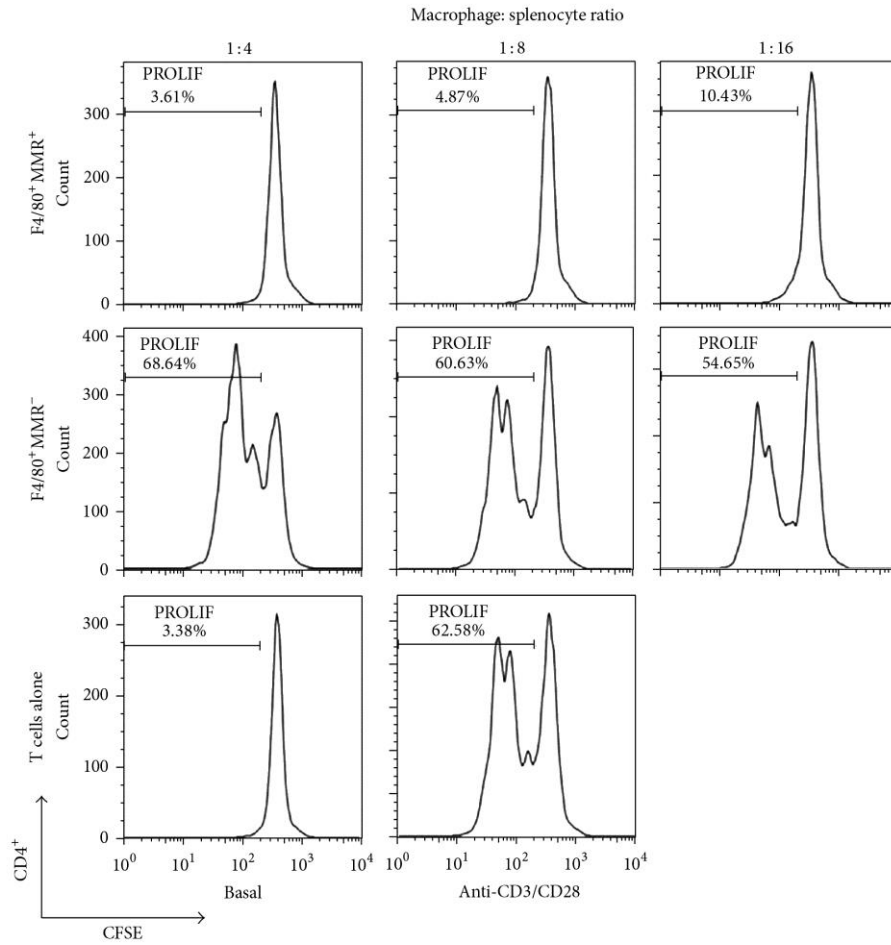 Macrophage: splenocyte ratio
1:4 1:8 1:16
PROLIF
3.61%
PROLIF
4.87%
PROLIF
10.43%
F4/80⁺ MMR⁺
Count
300
200
100
0
PROLIF
68.64%
PROLIF
60.63%
PROLIF
54.65%
F4/80⁺ MMR⁻
Count
400
300
200
100
0
PROLIF
3.38%
PROLIF
62.58%
T cells alone
Count
300
200
100
0
10⁰ 10¹ 10² 10³ 10⁴
10⁰ 10¹ 10² 10³ 10⁴
Basal
Anti-CD3/CD28
CD4⁺
CFSE